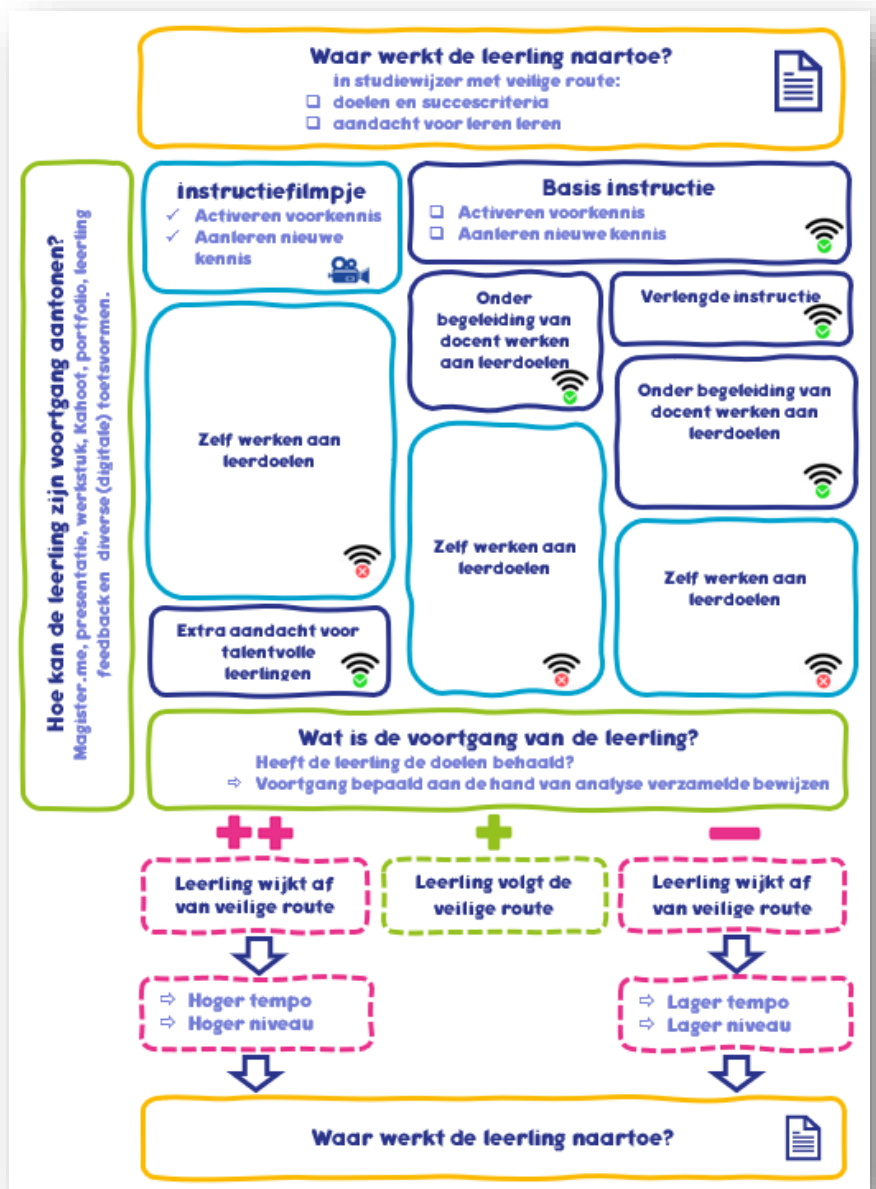 Waar werkt de leerling naartoe?
in studiewijzer met veilige route:
doelen en succescriteria
aandacht voor leren leren
Hoe kan de leerling zijn voortgang aantonen?
Magister.me, presentatie, werkstuk, Kahoot, portfolio, leerling
feedback en diverse (digitale) toetsvormen.
instructiefilmpje
✓ Activeren voorkennis
✓ Aanleren nieuwe
kennis
Basis instructie
Activeren voorkennis
Aanleren nieuwe kennis
Zelf werken aan
leerdoelen
Extra aandacht voor
talentvolle
leerlingen
Onder
begeleiding van
docent werken
aan leerdoelen
Zelf werken aan
leerdoelen
Verlengde instructie
Onder begeleiding van
docent werken aan
leerdoelen
Zelf werken aan
leerdoelen
Wat is de voortgang van de leerling?
Heeft de leerling de doelen behaald?
⇨ Voortgang bepaald aan de hand van analyse verzamelde bewijzen
Leerling wijkt af
van veilige route
Leerling volgt de
veilige route
Leerling wijkt af
van veilige route
⇨ Hoger tempo
⇨ Hoger niveau
⇨ Lager tempo
⇨ Lager niveau
Waar werkt de leerling naartoe?